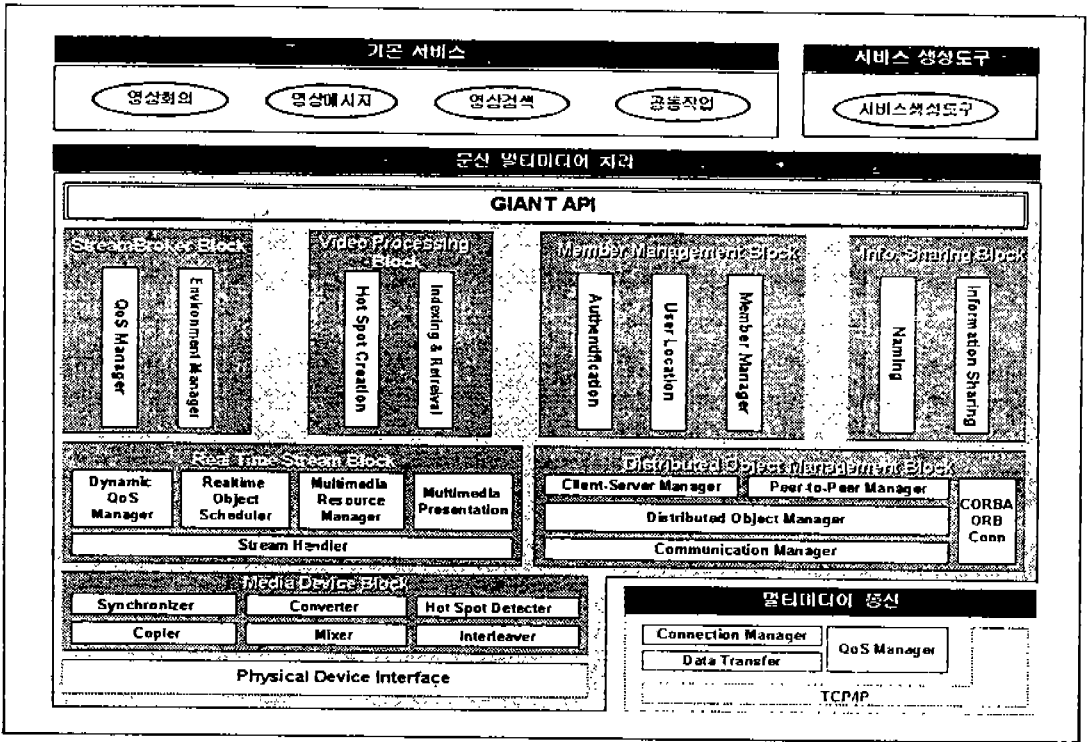 기본 서비스
서비스 생성도구
영상회의
영상메시지
영상검색
공동작업
서비스생성도구
분산 멀티미디어 처리
GIANT API
StreamBroker Block
QoS Manager
Environment Manager
Video Processing
Block
Hot Spot Creation
Indexing & Retreival
Member Management Block
Authendification
User Location
Member Manager
Info. Sharing Block
Naming
Information Sharing
Real Time Stream Block
Dynamic
QoS
Manager
Realtime
Object
Scheduler
Multimedia
Resource
Manager
Multimedia
Presentation
Stream Handler
Distributed Object Management Block
Client-Server Manager
Peer-to-Peer Manager
Distributed Object Manager
Communication Manager
CORBA
ORB
Conn
Media Device Block
Synchronizer
Converter
Hot Spot Detecter
Copier
Mixer
Interleaver
Physical Device Interface
멀티미디어 통신
Connection Manager
Data Transfer
QoS Manager
TCP/IP